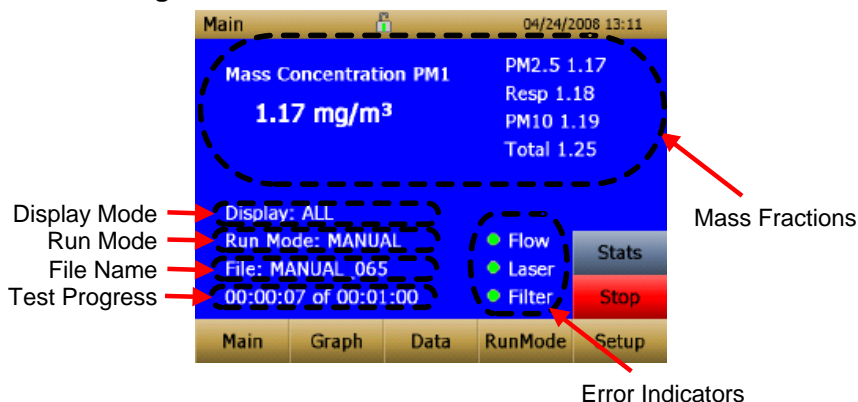 Main 04/24/2008 13:11
Mass Concentration PM1
1.17 mg/m³
PM2.5 1.17
Resp 1.18
PM10 1.19
Total 1.25
Mass Fractions
Display Mode
Display: ALL
Run Mode
Run Mode: MANUAL
File Name
File: MANUAL_065
Test Progress
00:00:07 of 00:01:00
Flow
Laser
Filter
Stats
Stop
Main Graph Data RunMode Setup
Error Indicators